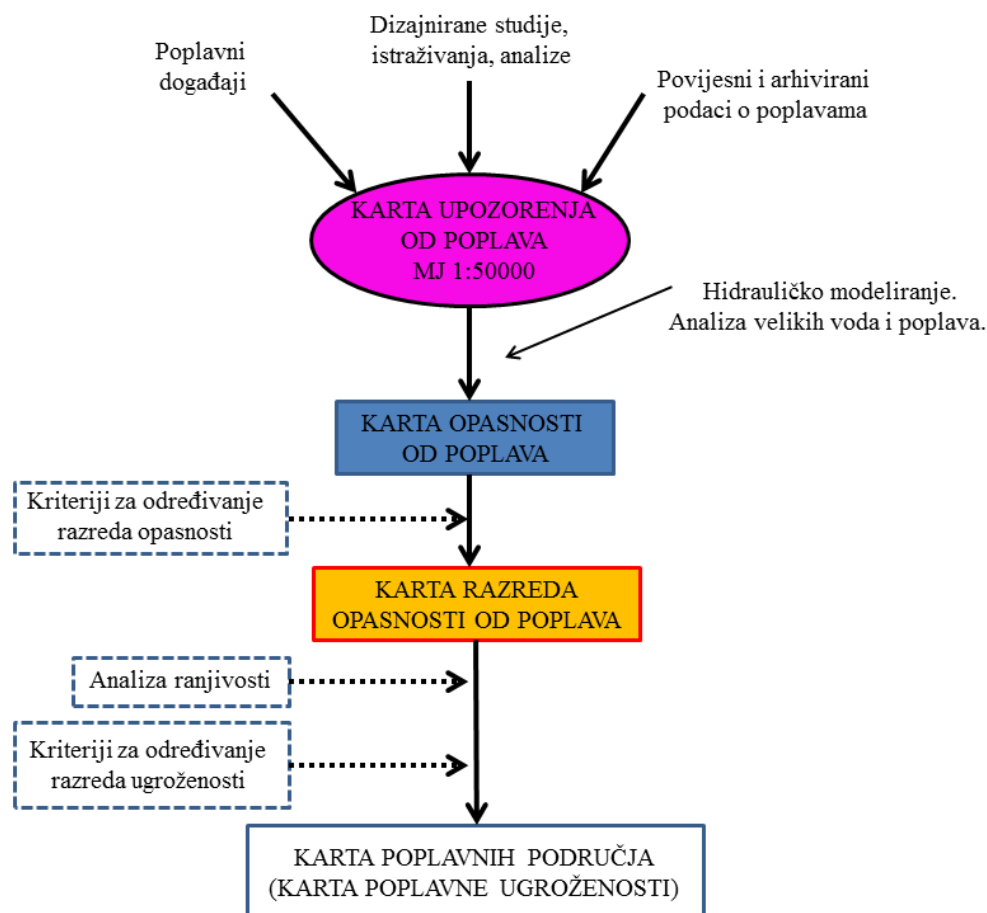 Poplavni
događaji
Dizajnirane studije,
istraživanja, analize
Povijesni i arhivirani
podaci o poplavama
KARTA UPOZORENJA
OD POPLAVA
MJ 1:50000
Hidrauličko modeliranje.
Analiza velikih voda i poplava.
KARTA OPASNOSTI
OD POPLAVA
Kriteriji za određivanje
razreda opasnosti
KARTA RAZREDA
OPASNOSTI OD POPLAVA
Analiza ranjivosti
Kriteriji za određivanje
razreda ugroženosti
KARTA POPLAVNIH PODRUČJA
(KARTA POPLAVNE UGROŽENOSTI)